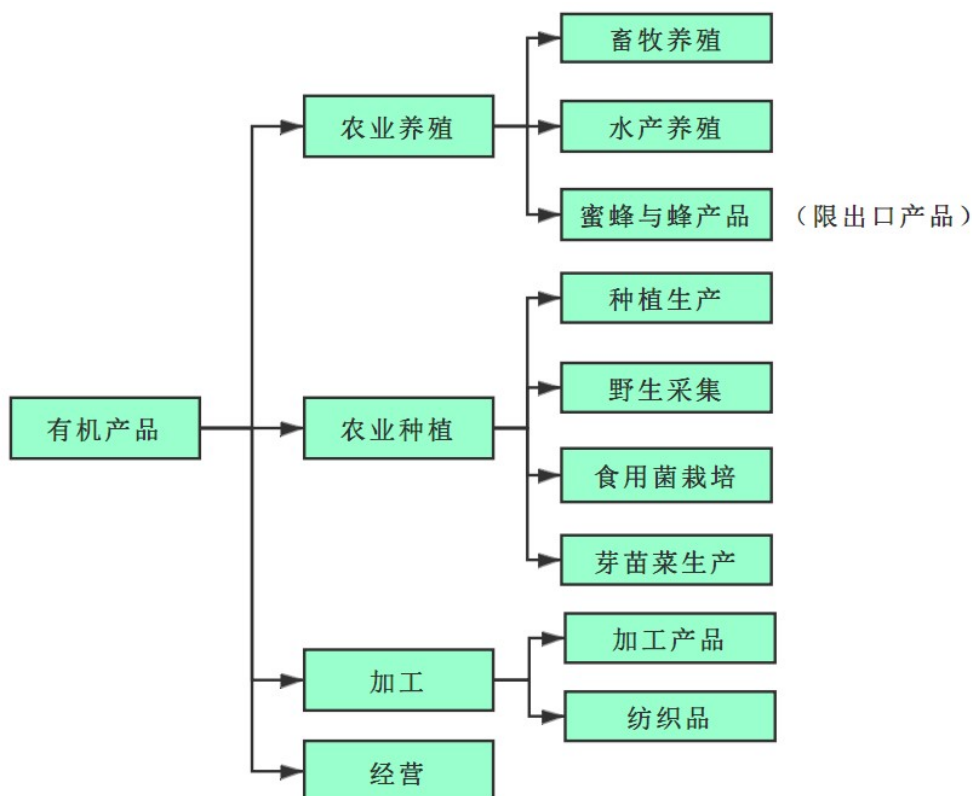 畜牧养殖
农业养殖
水产养殖
蜜蜂与蜂产品 （限出口产品）
种植生产
野生采集
有机产品
农业种植
食用菌栽培
芽苗菜生产
加工产品
加工
纺织品
经营